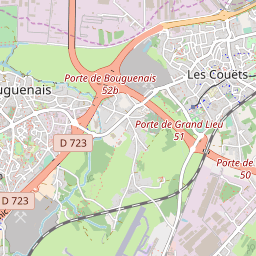 Porte de Bouguenais
52b
Les Couëts
uguenais
Porte de Grand Lieu
51
D 723
Porte de
50
D 723